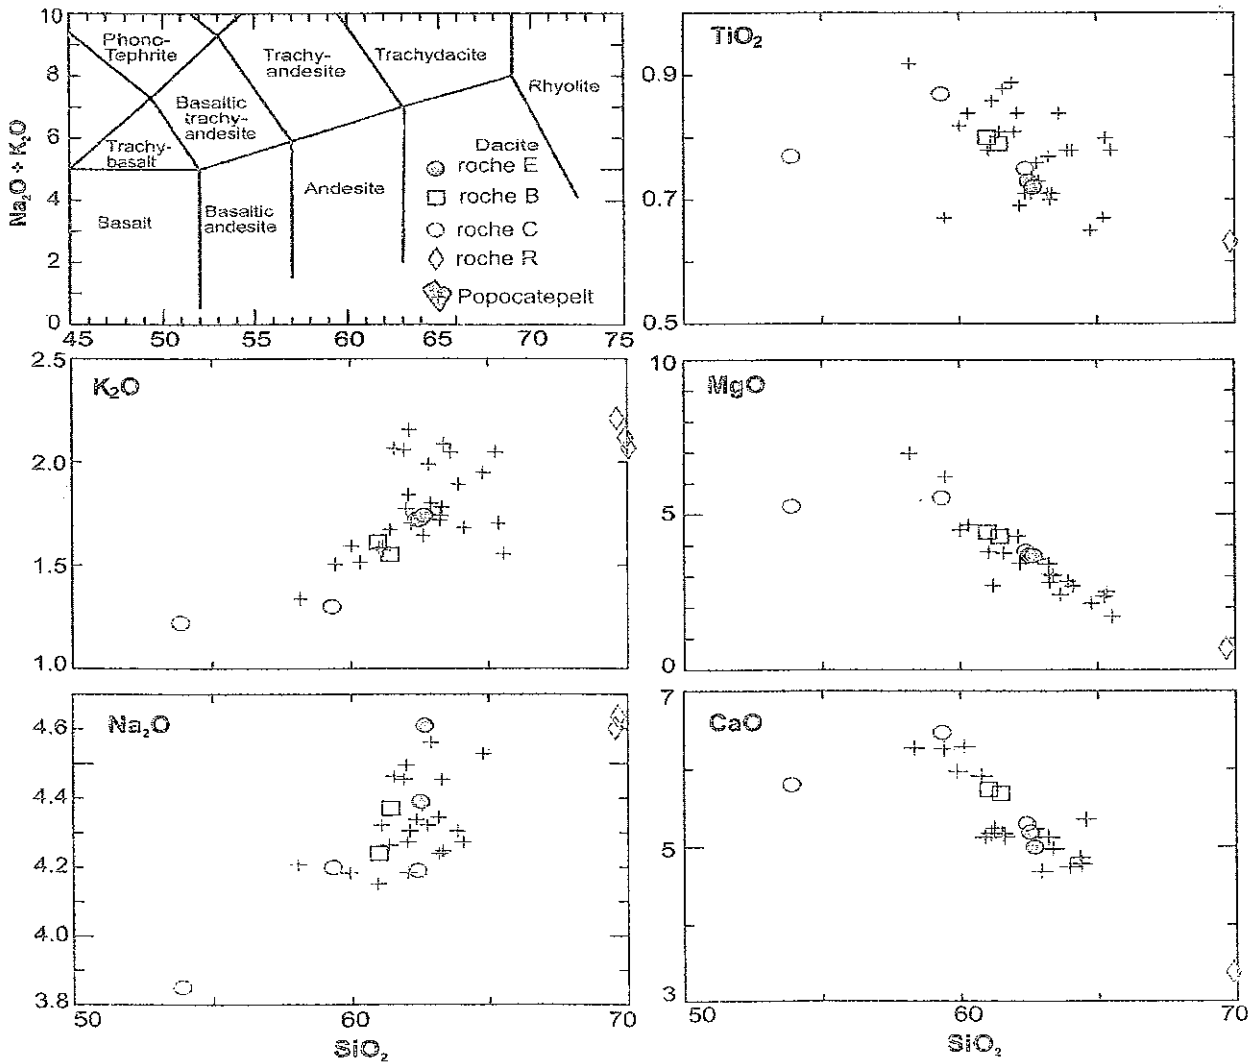 Na₂O + K₂O
10
8
6
4
2
0
45 50 55 60 65 70 75
Phono-
Tephrite
Trachy-
andesite
Trachydacite
Rhyolite
Basaltic
trachy-
andesite
Trachy-
basalt
Dacite
Andesite
Basalt
Basaltic
andesite
roche E
roche B
roche C
roche R
Popocatepelt
TiO₂
0.9
0.7
0.5
K₂O
2.5
2.0
1.5
1.0
MgO
10
5
0
Na₂O
4.6
4.4
4.2
4.0
3.8
50 60 70
SiO₂
CaO
7
5
3
50 60 70
SiO₂